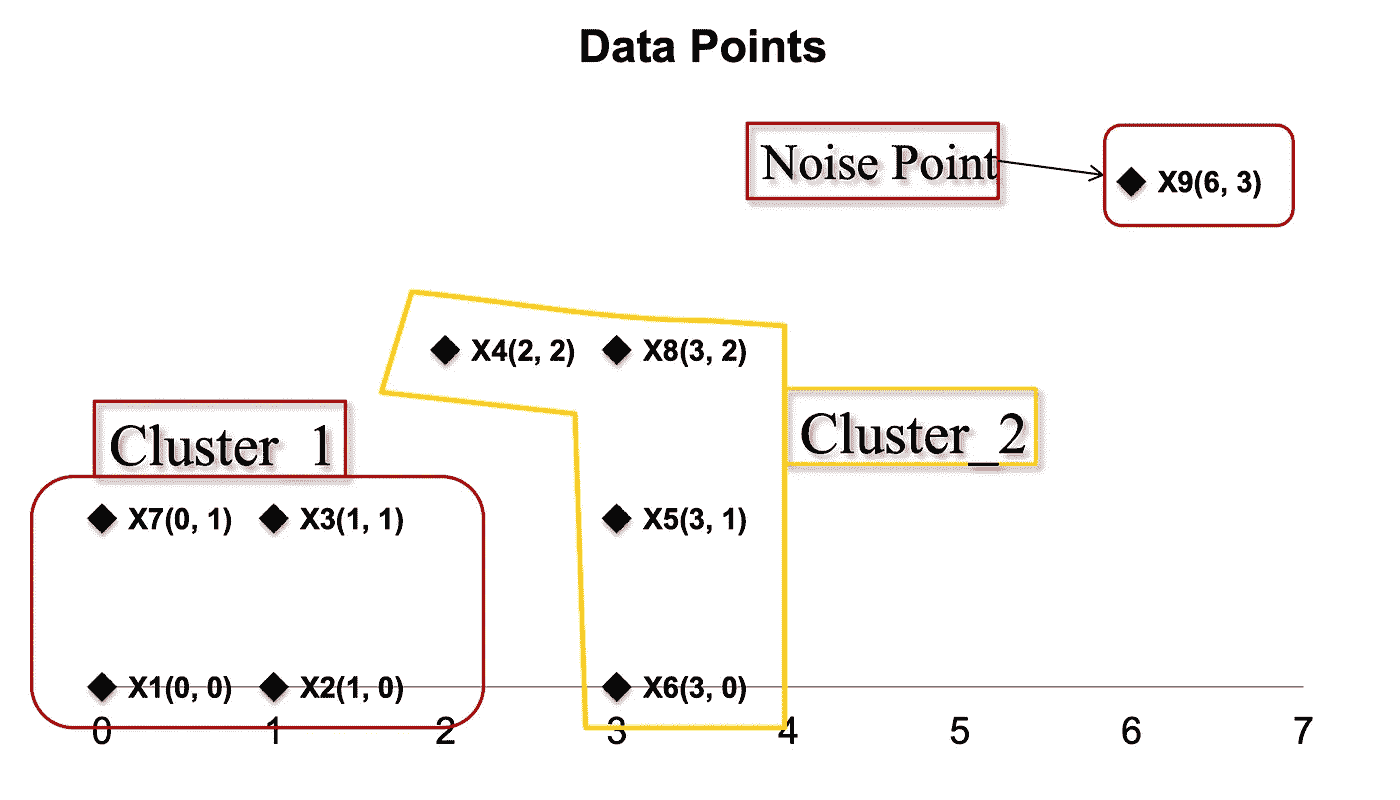 Data Points
Noise Point
X9(6, 3)
X4(2, 2) X8(3, 2)
Cluster_1
Cluster_2
X7(0, 1) X3(1, 1) X5(3, 1)
X1(0, 0) X2(1, 0) X6(3, 0)
0 1 2 3 4 5 6 7